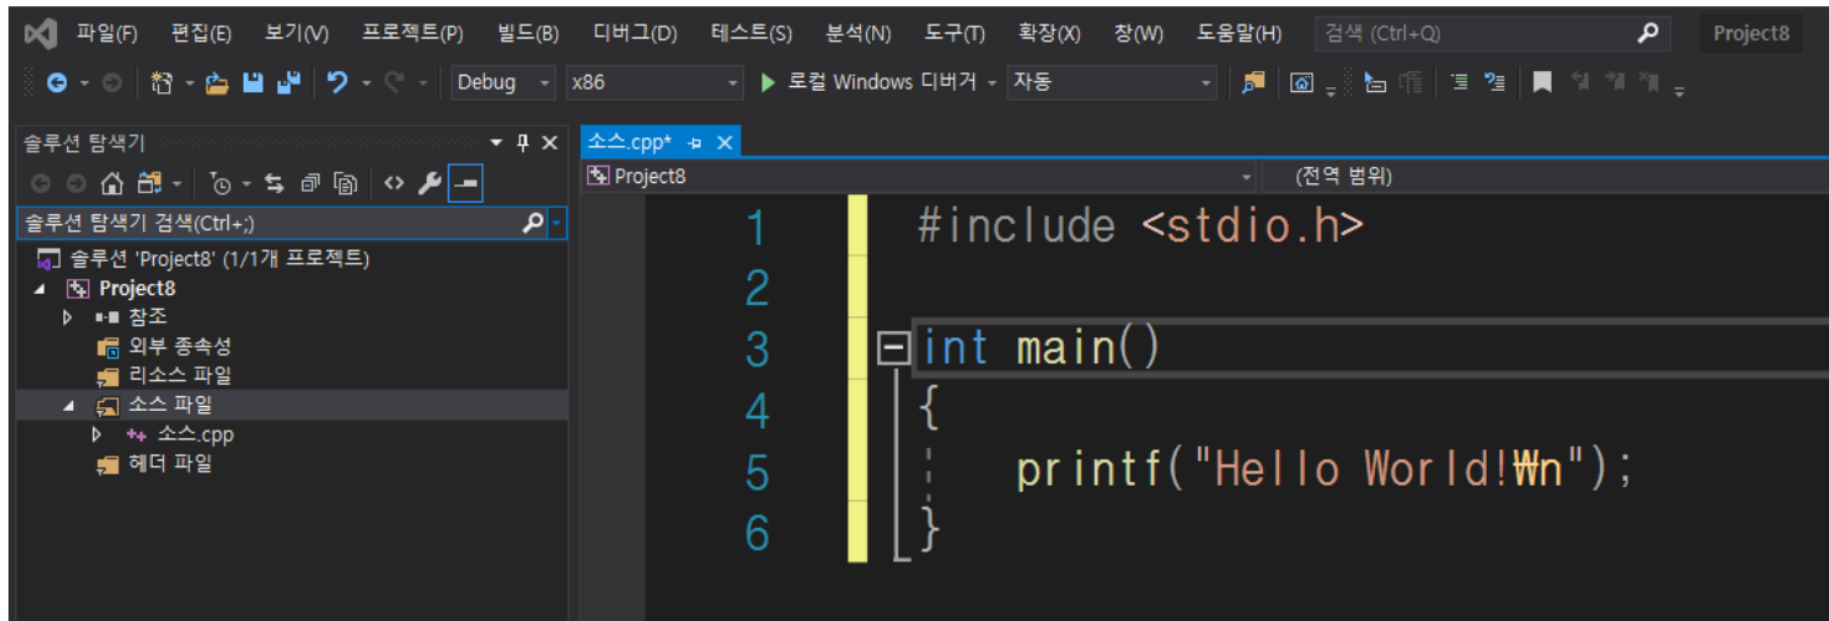 파일(F) 편집(E) 보기(V) 프로젝트(P) 빌드(B) 디버그(D) 테스트(S) 분석(N) 도구(T) 확장(X) 창(W) 도움말(H) 검색 (Ctrl+Q) Project8
Debug x86 로컬 Windows 디버거 자동
솔루션 탐색기
솔루션 탐색기 검색(Ctrl+;)
솔루션 'Project8' (1/1개 프로젝트)
Project8
참조
외부 종속성
리소스 파일
소스 파일
소스.cpp
헤더 파일
소스.cpp*
Project8 (전역 범위)
1 #include <stdio.h>
2
3 int main()
4 {
5 printf("Hello World!₩n");
6 }